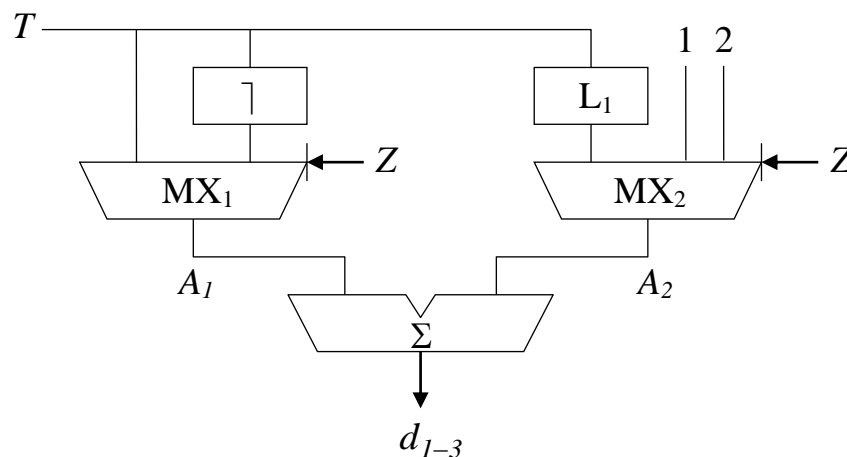 T
1 2
⌉ L₁
MX₁ Z MX₂ Z
A₁ A₂
Σ
d₁₋₃